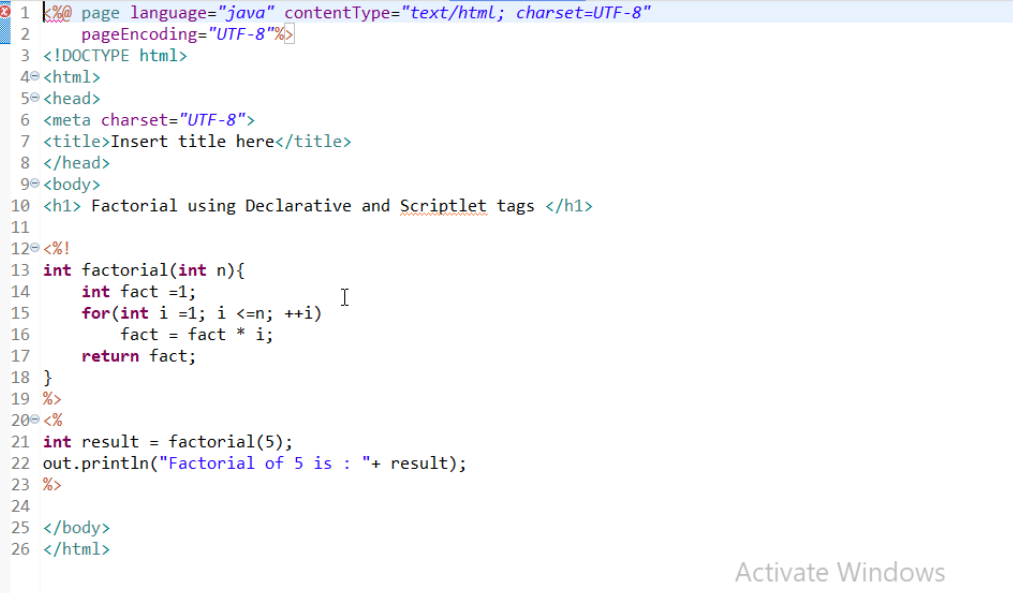 1 <%@ page language="java" contentType="text/html; charset=UTF-8"
2     pageEncoding="UTF-8"%>
3 <!DOCTYPE html>
4 <html>
5 <head>
6 <meta charset="UTF-8">
7 <title>Insert title here</title>
8 </head>
9 <body>
10 <h1> Factorial using Declarative and Scriptlet tags </h1>
11
12 <%!
13 int factorial(int n){
14     int fact =1;
15     for(int i =1; i <=n; ++i)
16         fact = fact * i;
17     return fact;
18 }
19 %>
20 <%
21 int result = factorial(5);
22 out.println("Factorial of 5 is : "+ result);
23 %>
24
25 </body>
26 </html>
Activate Windows